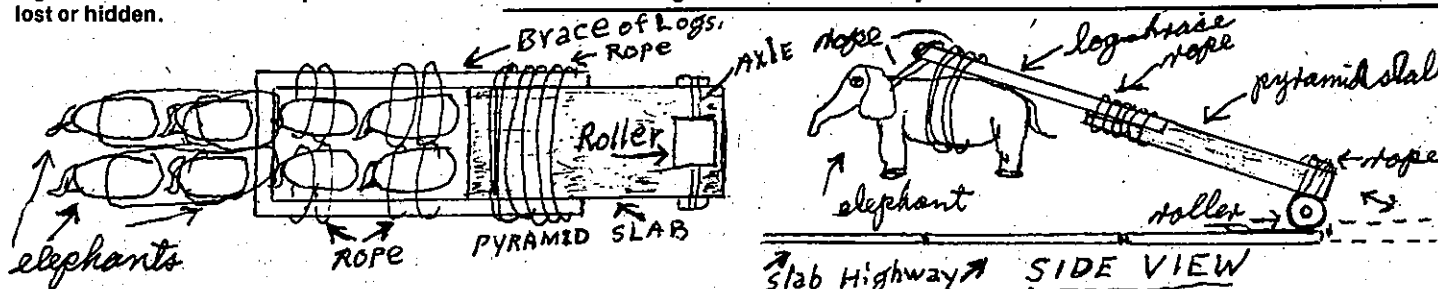 lost or hidden.
Brace of Logs.
ROPE
AXLE
Roller
elephants
ROPE
PYRAMID SLAB
rope
log brace
rope
pyramid slab
rope
elephant
roller
Slab Highway
SIDE VIEW